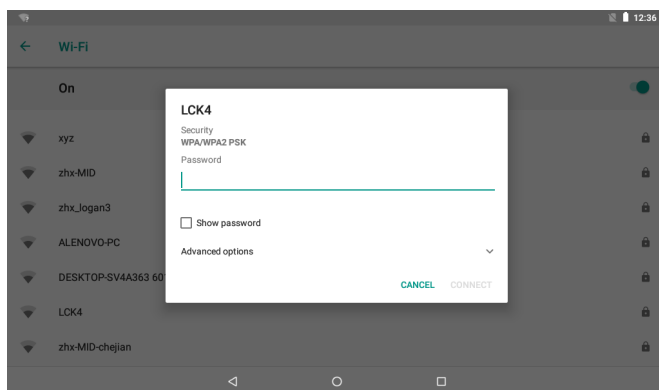 12:36
Wi-Fi
On
LCK4
Security
WPA/WPA2 PSK
Password
Show password
Advanced options
CANCEL CONNECT
xyz
zhx-MID
zhx_logan3
ALENOVO-PC
DESKTOP-SV4A363 60
LCK4
zhx-MID-chejian